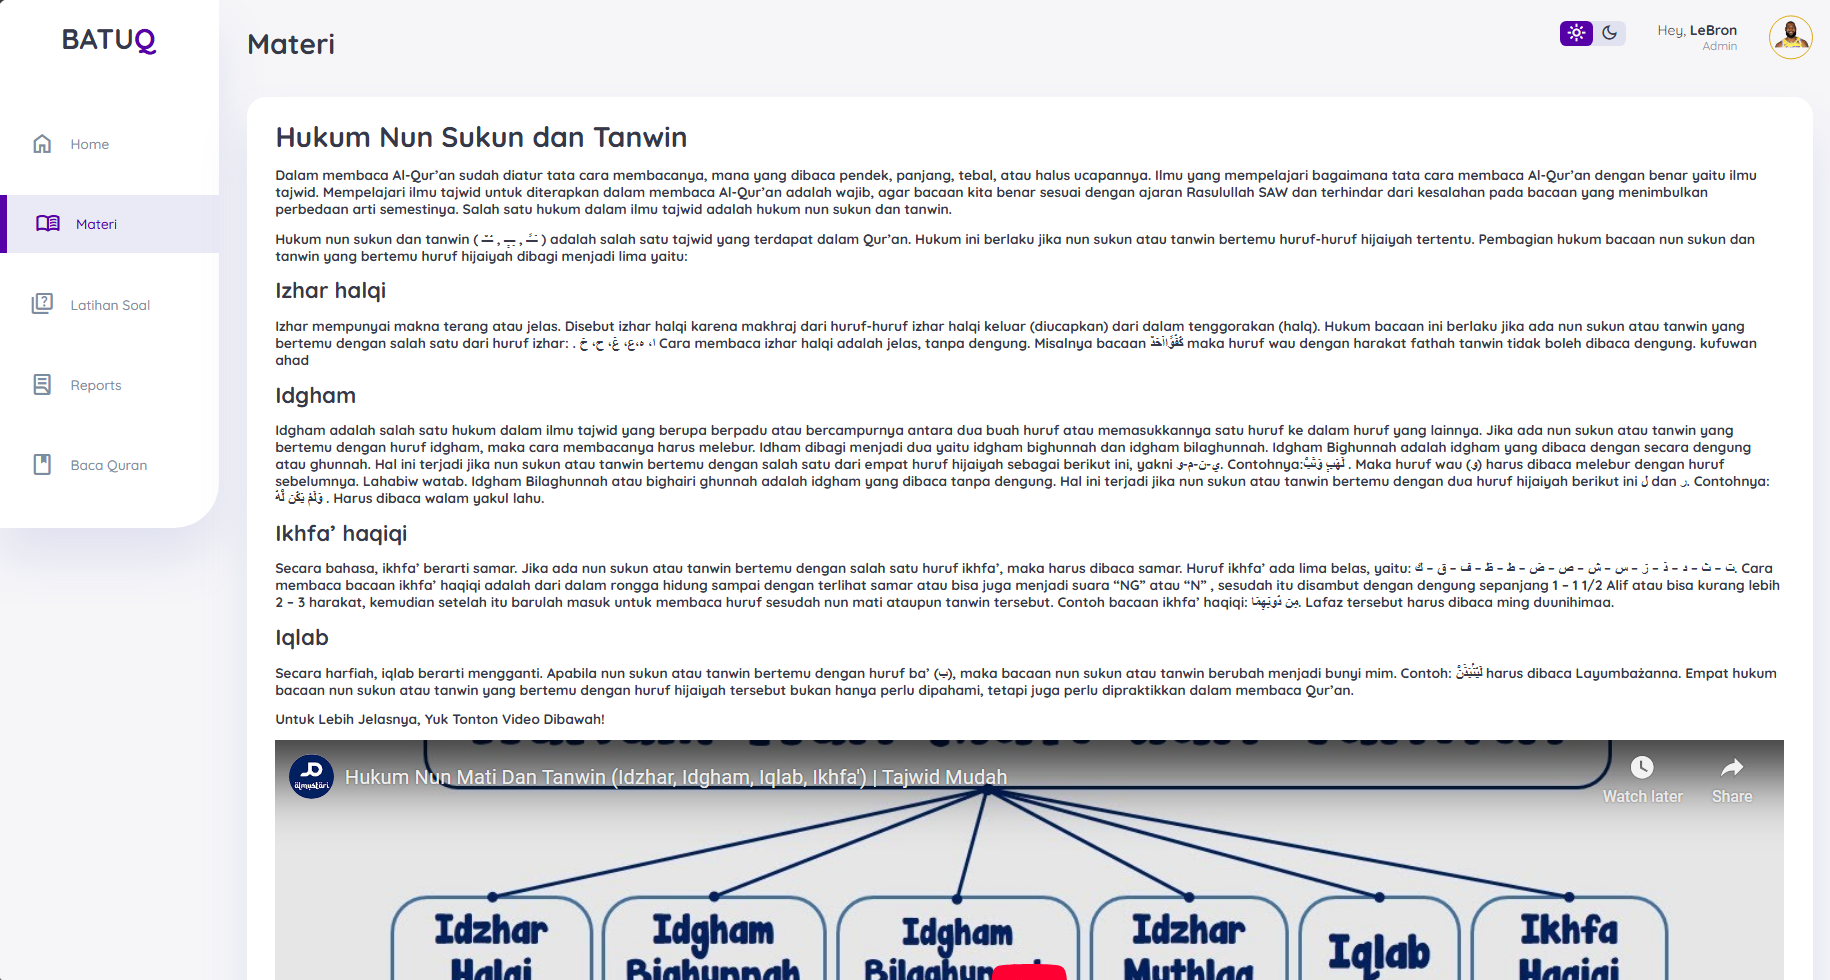 BATUQ
Materi
Hey, LeBron
Admin
Home
Materi
Latihan Soal
Reports
Baca Quran
Hukum Nun Sukun dan Tanwin
Dalam membaca Al-Qur’an sudah diatur tata cara membacanya, mana yang dibaca pendek, panjang, tebal, atau halus ucapannya. Ilmu yang mempelajari bagaimana tata cara membaca Al-Qur’an dengan benar yaitu ilmu
tajwid. Mempelajari ilmu tajwid untuk diterapkan dalam membaca Al-Qur’an adalah wajib, agar bacaan kita benar sesuai dengan ajaran Rasulullah SAW dan terhindar dari kesalahan pada bacaan yang menimbulkan
perbedaan arti semestinya. Salah satu hukum dalam ilmu tajwid adalah hukum nun sukun dan tanwin.
Hukum nun sukun dan tanwin ( ـًـ , ـٍـ , ـٌـ ) adalah salah satu tajwid yang terdapat dalam Qur’an. Hukum ini berlaku jika nun sukun atau tanwin bertemu huruf-huruf hijaiyah tertentu. Pembagian hukum bacaan nun sukun dan
tanwin yang bertemu huruf hijaiyah dibagi menjadi lima yaitu:
Izhar halqi
Izhar mempunyai makna terang atau jelas. Disebut izhar halqi karena makhraj dari huruf-huruf izhar halqi keluar (diucapkan) dari dalam tenggorakan (halq). Hukum bacaan ini berlaku jika ada nun sukun atau tanwin yang
bertemu dengan salah satu dari huruf izhar: . ا، ه،ع، غ، ح، خ Cara membaca izhar halqi adalah jelas, tanpa dengung. Misalnya bacaan كُفُوًااَحَدٌ maka huruf wau dengan harakat fathah tanwin tidak boleh dibaca dengung. kufuwan
ahad
Idgham
Idgham adalah salah satu hukum dalam ilmu tajwid yang berupa berpadu atau bercampurnya antara dua buah huruf atau memasukkannya satu huruf ke dalam huruf yang lainnya. Jika ada nun sukun atau tanwin yang
bertemu dengan huruf idgham, maka cara membacanya harus melebur. Idham dibagi menjadi dua yaitu idgham bighunnah dan idgham bilaghunnah. Idgham Bighunnah adalah idgham yang dibaca dengan secara dengung
atau ghunnah. Hal ini terjadi jika nun sukun atau tanwin bertemu dengan salah satu dari empat huruf hijaiyah sebagai berikut ini, yakni ي-ن-م-و. Contohnya:لَهَبٍ وَتَبَّ . Maka huruf wau (و) harus dibaca melebur dengan huruf
sebelumnya. Lahabiw watab. Idgham Bilaghunnah atau bighairi ghunnah adalah idgham yang dibaca tanpa dengung. Hal ini terjadi jika nun sukun atau tanwin bertemu dengan dua huruf hijaiyah berikut ini ل dan ر. Contohnya:
وَلَمْ يَكُن لَّهُ . Harus dibaca walam yakul lahu.
Ikhfa’ haqiqi
Secara bahasa, ikhfa’ berarti samar. Jika ada nun sukun atau tanwin bertemu dengan salah satu huruf ikhfa’, maka harus dibaca samar. Huruf ikhfa’ ada lima belas, yaitu: ت – ث – د – ذ – ز – س – ش – ص – ض – ط – ظ – ف – ق – ك. Cara
membaca bacaan ikhfa’ haqiqi adalah dari dalam rongga hidung sampai dengan terlihat samar atau bisa juga menjadi suara “NG” atau “N” , sesudah itu disambut dengan dengung sepanjang 1 – 1 1/2 Alif atau bisa kurang lebih
2 – 3 harakat, kemudian setelah itu barulah masuk untuk membaca huruf sesudah nun mati ataupun tanwin tersebut. Contoh bacaan ikhfa’ haqiqi: مِن دُونِهِمَا. Lafaz tersebut harus dibaca ming duunihimaa.
Iqlab
Secara harfiah, iqlab berarti mengganti. Apabila nun sukun atau tanwin bertemu dengan huruf ba’ (ب), maka bacaan nun sukun atau tanwin berubah menjadi bunyi mim. Contoh: لَيُنْبَذَنَّ harus dibaca Layumbażanna. Empat hukum
bacaan nun sukun atau tanwin yang bertemu dengan huruf hijaiyah tersebut bukan hanya perlu dipahami, tetapi juga perlu dipraktikkan dalam membaca Qur’an.
Untuk Lebih Jelasnya, Yuk Tonton Video Dibawah!
almustari
Hukum Nun Mati Dan Tanwin (Idzhar, Idgham, Iqlab, Ikhfa') | Tajwid Mudah
Watch later
Share
Idzhar
Halqi
Idgham
Bighunnah
Idgham
Idzhar
Muthlaq
Iqlab
Ikhfa
Haqiqi